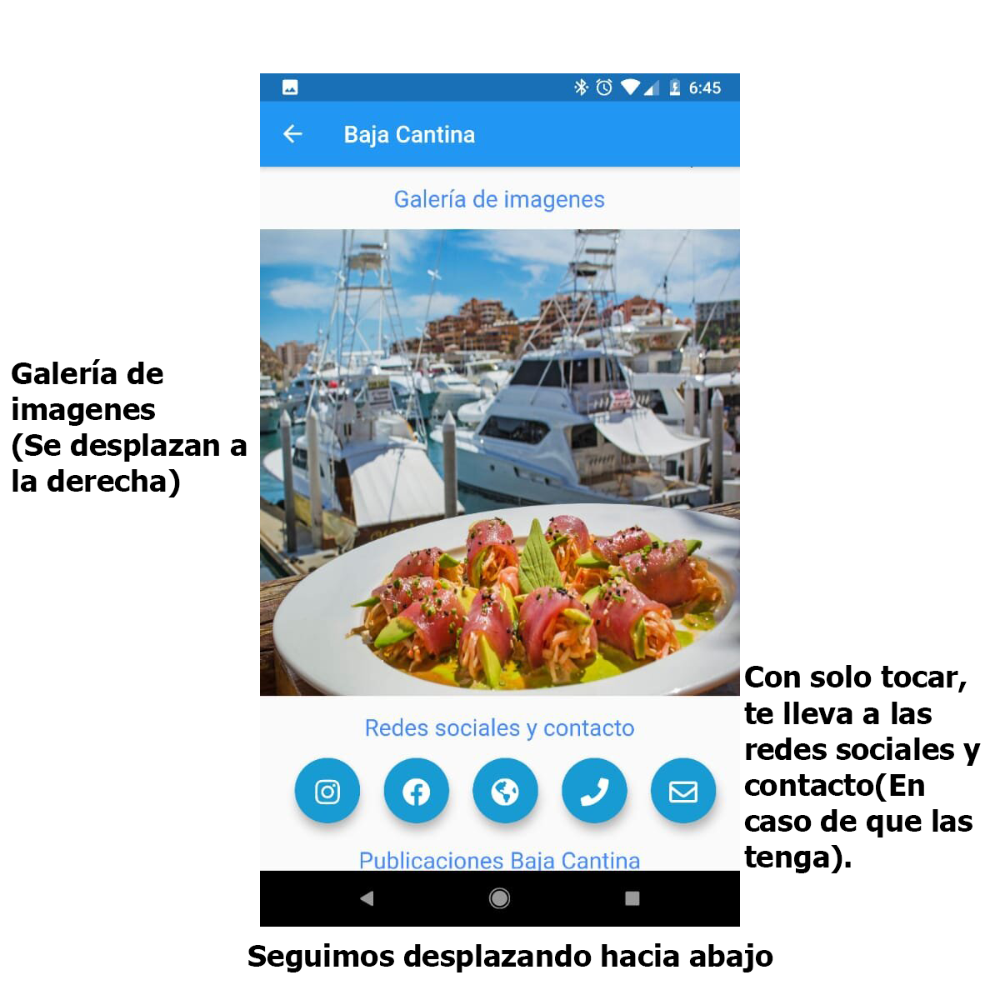 6:45
Baja Cantina
Galería de imagenes
Galería de
imagenes
(Se desplazan a
la derecha)
FOR SALE
Con solo tocar,
te lleva a las
redes sociales y
contacto(En
caso de que las
tenga).
Redes sociales y contacto
Publicaciones Baja Cantina
Seguimos desplazando hacia abajo